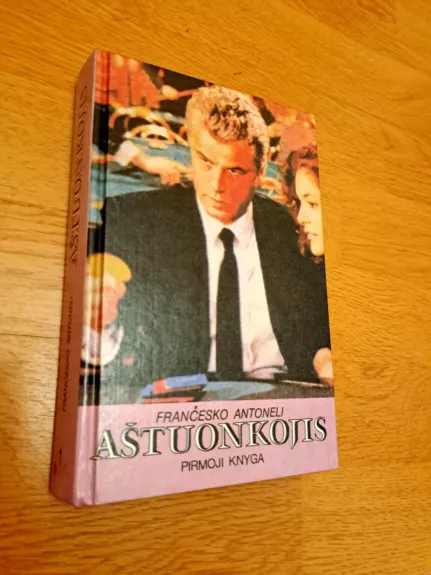 FRANČESKO ANTONELI
AŠTUONKOJIS
PIRMOJI KNYGA
FRANČESKO ANTONELI
AŠTUONKOJIS